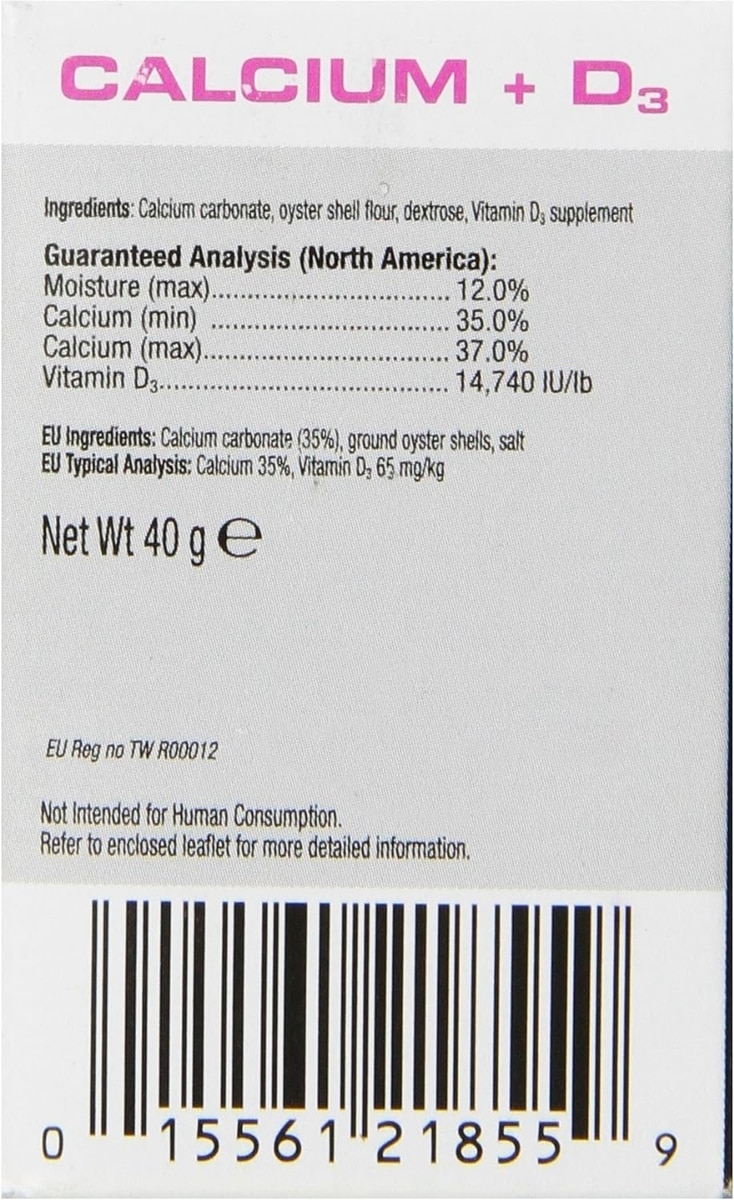 CALCIUM + D₃
Ingredients: Calcium carbonate, oyster shell flour, dextrose, Vitamin D₃ supplement
Guaranteed Analysis (North America):
Moisture (max)................................... 12.0%
Calcium (min) ................................... 35.0%
Calcium (max)................................... 37.0%
Vitamin D₃......................................... 14,740 IU/lb
EU Ingredients: Calcium carbonate (35%), ground oyster shells, salt
EU Typical Analysis: Calcium 35%, Vitamin D₃ 65 mg/kg
Net Wt 40 g ℮
EU Reg no TW R00012
Not Intended for Human Consumption.
Refer to enclosed leaflet for more detailed information.
0 15561 21855 9